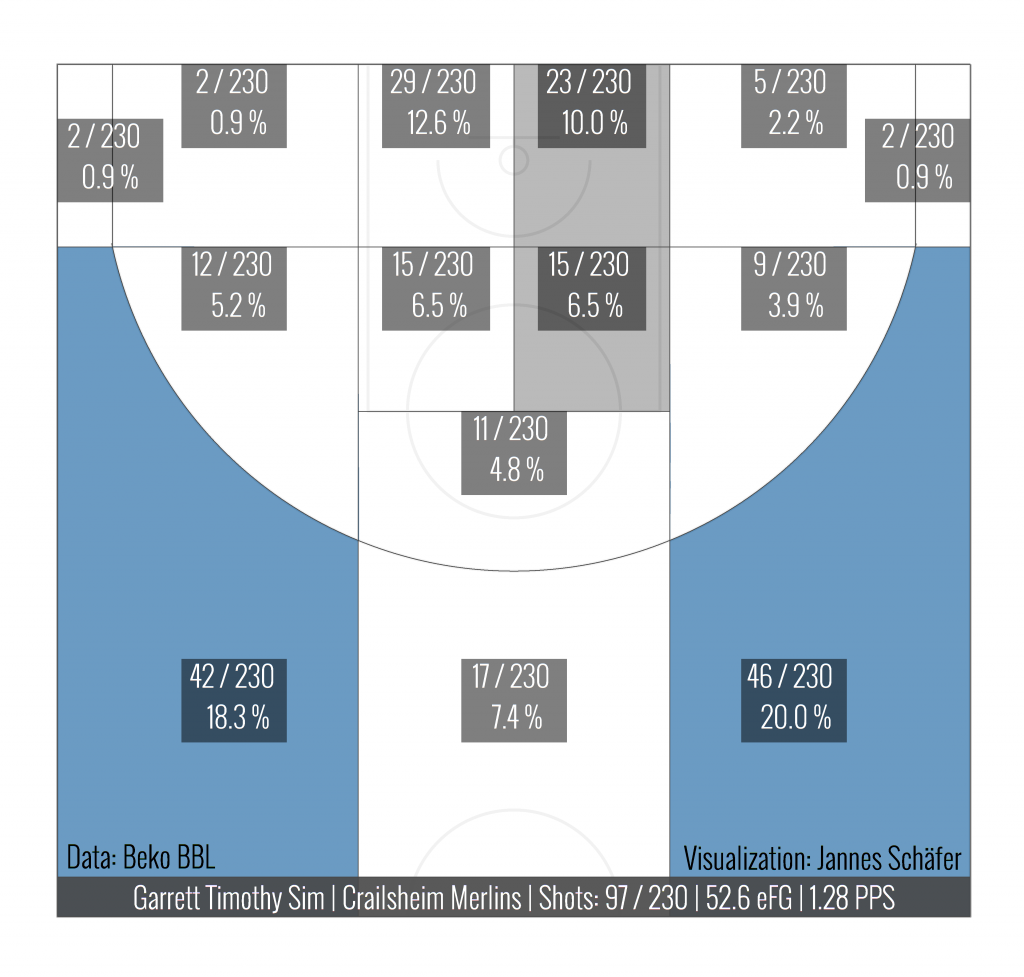 2 / 230
0.9 %
29 / 230
12.6 %
23 / 230
10.0 %
5 / 230
2.2 %
2 / 230
0.9 %
2 / 230
0.9 %
12 / 230
5.2 %
15 / 230
6.5 %
15 / 230
6.5 %
9 / 230
3.9 %
11 / 230
4.8 %
42 / 230
18.3 %
17 / 230
7.4 %
46 / 230
20.0 %
Data: Beko BBL
Visualization: Jannes Schäfer
Garrett Timothy Sim | Crailsheim Merlins | Shots: 97 / 230 | 52.6 eFG | 1.28 PPS